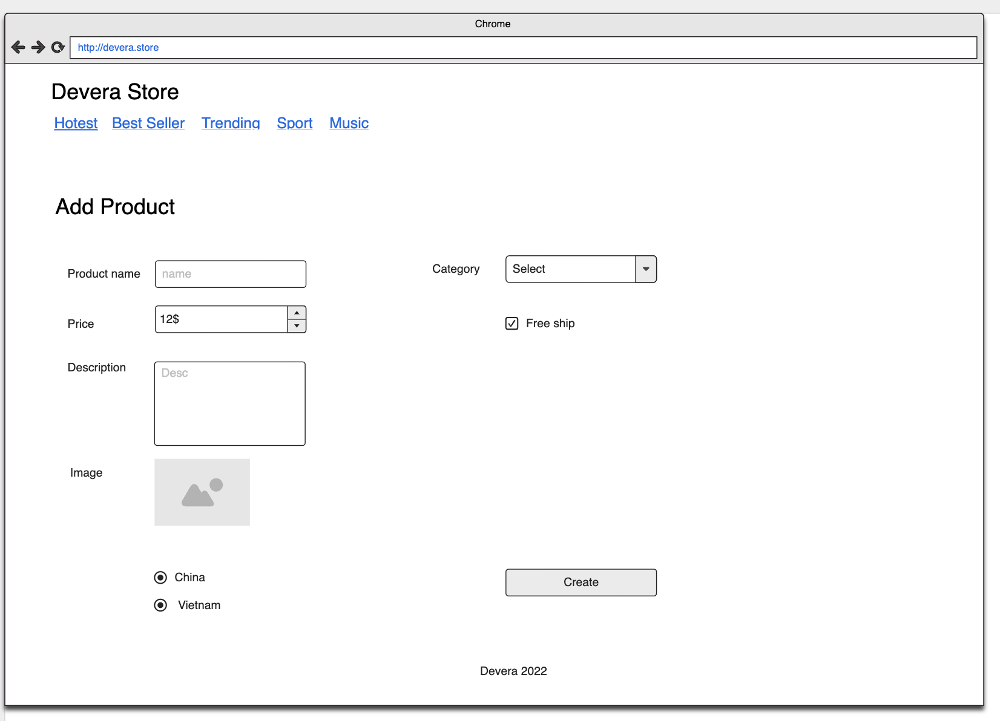 Chrome
http://devera.store
Devera Store
Hotest Best Seller Trending Sport Music
Add Product
Product name name
Category Select
Price 12$
Free ship
Description Desc
Image
China
Create
Vietnam
Devera 2022